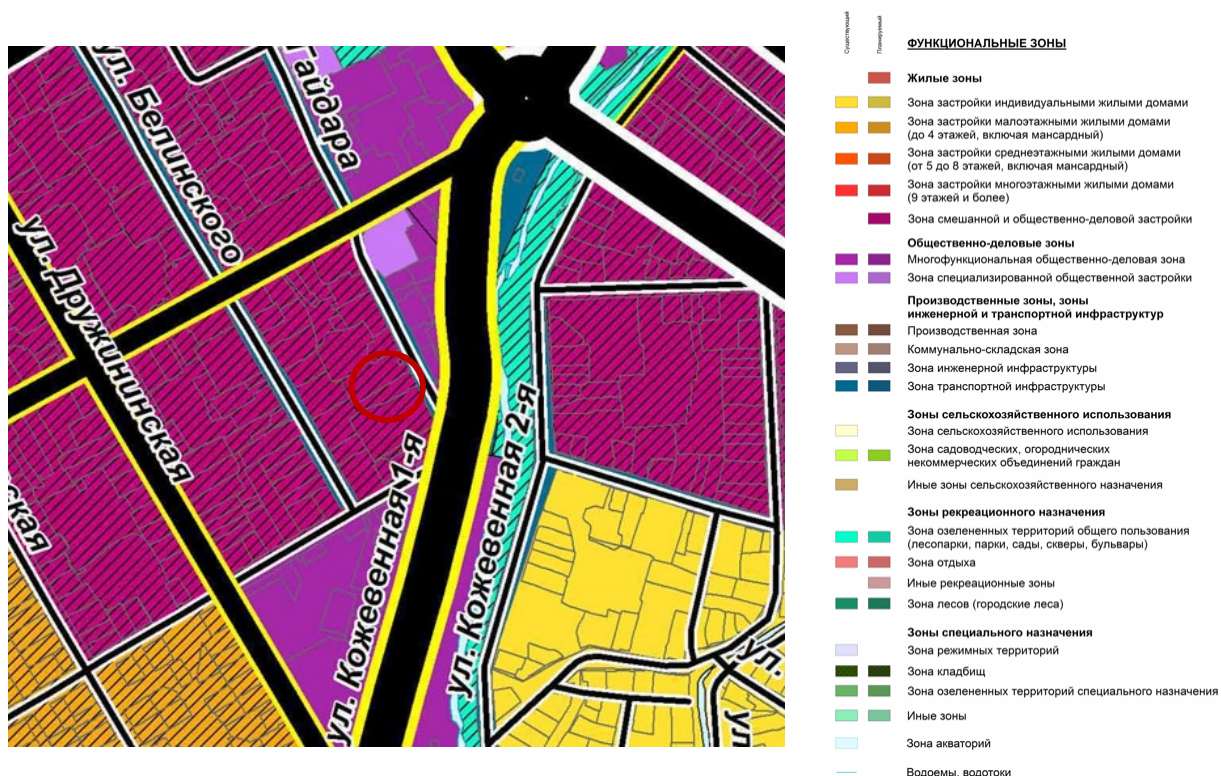 ул. Белинского
Гайдара
ул. Дружининская
ская
ул. Кожевенная 1-я
ул. Кожевенная 2-я
ул.
ул.
Существующий
Планируемый
ФУНКЦИОНАЛЬНЫЕ ЗОНЫ
Жилые зоны
Зона застройки индивидуальными жилыми домами
Зона застройки малоэтажными жилыми домами
(до 4 этажей, включая мансардный)
Зона застройки среднеэтажными жилыми домами
(от 5 до 8 этажей, включая мансардный)
Зона застройки многоэтажными жилыми домами
(9 этажей и более)
Зона смешанной и общественно-деловой застройки
Общественно-деловые зоны
Многофункциональная общественно-деловая зона
Зона специализированной общественной застройки
Производственные зоны, зоны
инженерной и транспортной инфраструктур
Производственная зона
Коммунально-складская зона
Зона инженерной инфраструктуры
Зона транспортной инфраструктуры
Зоны сельскохозяйственного использования
Зона сельскохозяйственного использования
Зона садоводческих, огороднических
некоммерческих объединений граждан
Иные зоны сельскохозяйственного назначения
Зоны рекреационного назначения
Зона озелененных территорий общего пользования
(лесопарки, парки, сады, скверы, бульвары)
Зона отдыха
Иные рекреационные зоны
Зона лесов (городские леса)
Зоны специального назначения
Зона режимных территорий
Зона кладбищ
Зона озелененных территорий специального назначения
Иные зоны
Зона акваторий
Водоемы, водотоки